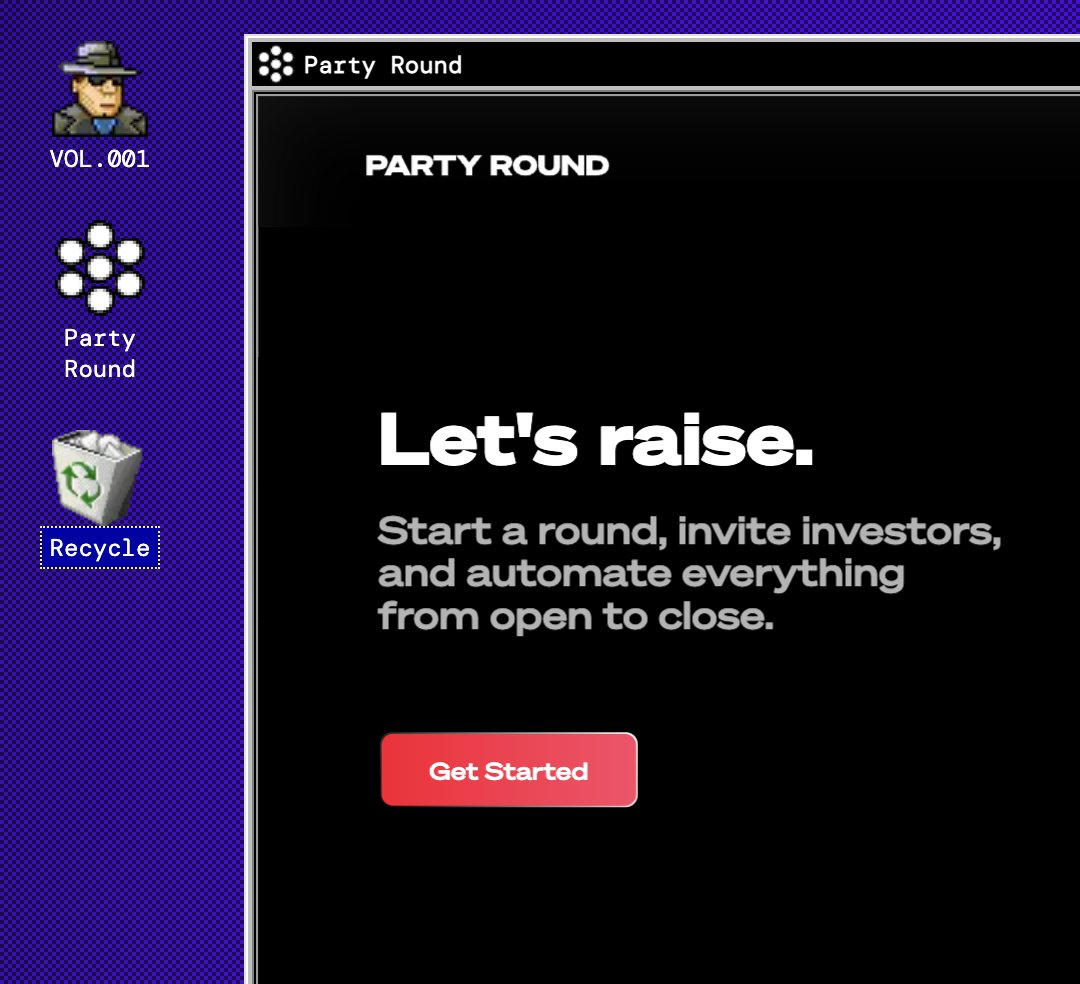 VOL.001
Party
Round
Recycle
Party Round
PARTY ROUND
Let's raise.
Start a round, invite investors,
and automate everything
from open to close.
Get Started